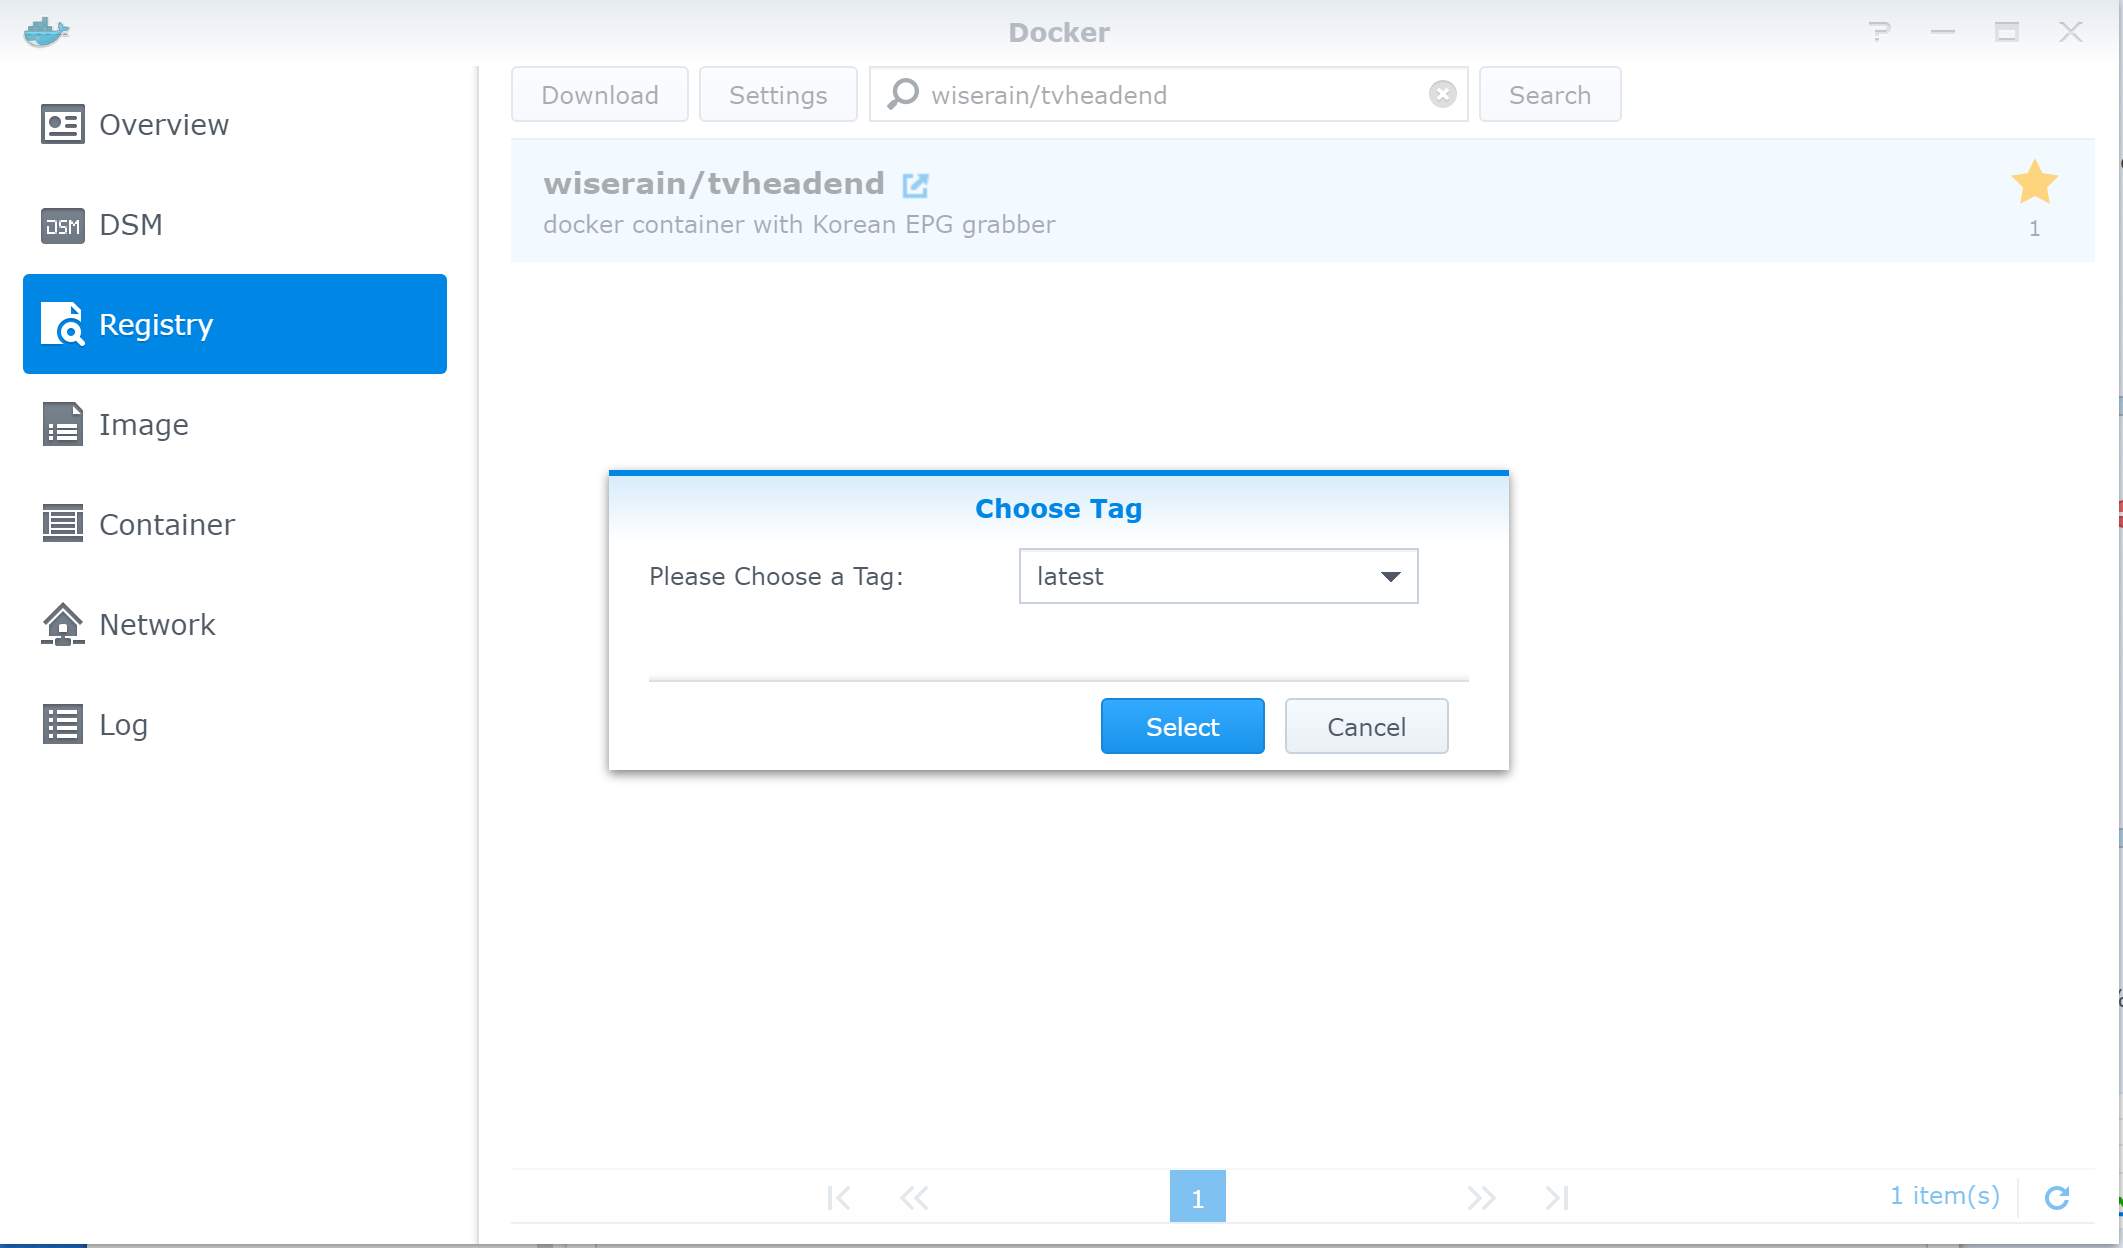 Docker
Overview
DSM
DSM
Registry
Image
Container
Network
Log
Download
Settings
wiserain/tvheadend
Search
wiserain/tvheadend
docker container with Korean EPG grabber
1
Choose Tag
Please Choose a Tag:
latest
Select
Cancel
1
1 item(s)